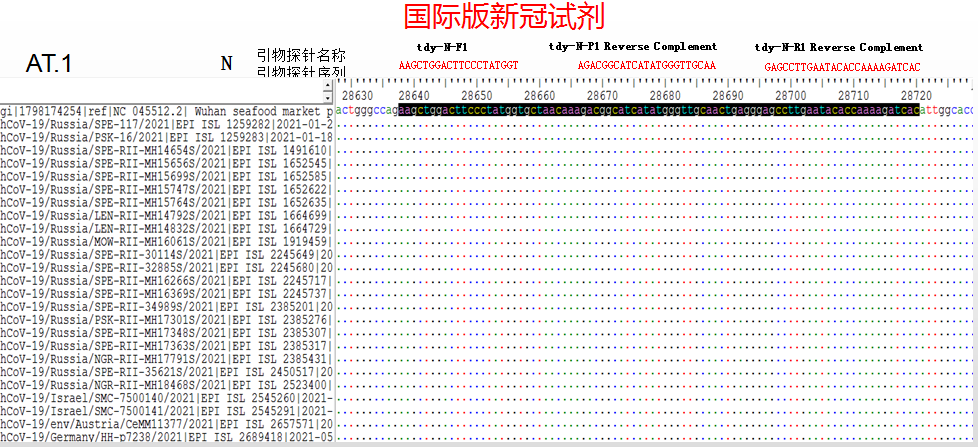 国际版新冠试剂
AT.1
N
引物探针名称
引物探针序列
tdy-N-F1
AAGCTGGACTTCCCTATGGT
tdy-N-P1 Reverse Complement
AGACGGCATCATATGGGTTGCAA
tdy-N-R1 Reverse Complement
GAGCCTTGAATACACCAAAAGATCAC
28630 28640 28650 28660 28670 28680 28690 28700 28710 28720
gi|1798174254|ref|NC 045512.2| Wuhan seafood market p
acttgggccagaagctggacttccctatggtgctaacaaagacggcatcatatgggttgcaactgagggagccttgaatacaccaaaagatcacattggcacc
hCoV-19/Russia/SPE-117/2021|EPI ISL 1259282|2021-01-2
hCoV-19/Russia/PSK-16/2021|EPI ISL 1259283|2021-01-18
hCoV-19/Russia/SPE-RII-MH14654S/2021|EPI ISL 1491610|
hCoV-19/Russia/SPE-RII-MH15656S/2021|EPI ISL 1652545|
hCoV-19/Russia/SPE-RII-MH15699S/2021|EPI ISL 1652585|
hCoV-19/Russia/SPE-RII-MH15747S/2021|EPI ISL 1652622|
hCoV-19/Russia/SPE-RII-MH15764S/2021|EPI ISL 1652635|
hCoV-19/Russia/LEN-RII-MH14792S/2021|EPI ISL 1664699|
hCoV-19/Russia/LEN-RII-MH14832S/2021|EPI ISL 1664729|
hCoV-19/Russia/MOW-RII-MH16061S/2021|EPI ISL 1919459|
hCoV-19/Russia/SPE-RII-30114S/2021|EPI ISL 2245649|20
hCoV-19/Russia/SPE-RII-32885S/2021|EPI ISL 2245680|20
hCoV-19/Russia/SPE-RII-MH16266S/2021|EPI ISL 2245717|
hCoV-19/Russia/SPE-RII-MH16369S/2021|EPI ISL 2245737|
hCoV-19/Russia/SPE-RII-34989S/2021|EPI ISL 2385201|20
hCoV-19/Russia/PSK-RII-MH17301S/2021|EPI ISL 2385276|
hCoV-19/Russia/SPE-RII-MH17348S/2021|EPI ISL 2385307|
hCoV-19/Russia/SPE-RII-MH17363S/2021|EPI ISL 2385317|
hCoV-19/Russia/NGR-RII-MH17791S/2021|EPI ISL 2385431|
hCoV-19/Russia/SPE-RII-35621S/2021|EPI ISL 2450517|20
hCoV-19/Russia/NGR-RII-MH18468S/2021|EPI ISL 2523400|
hCoV-19/Israel/SMC-7500140/2021|EPI ISL 2545260|2021-
hCoV-19/Israel/SMC-7500141/2021|EPI ISL 2545291|2021-
hCoV-19/env/Austria/CeMM11377/2021|EPI ISL 2657571|20
hCoV-19/Germany/HH-p7238/2021|EPI ISL 2689418|2021-05